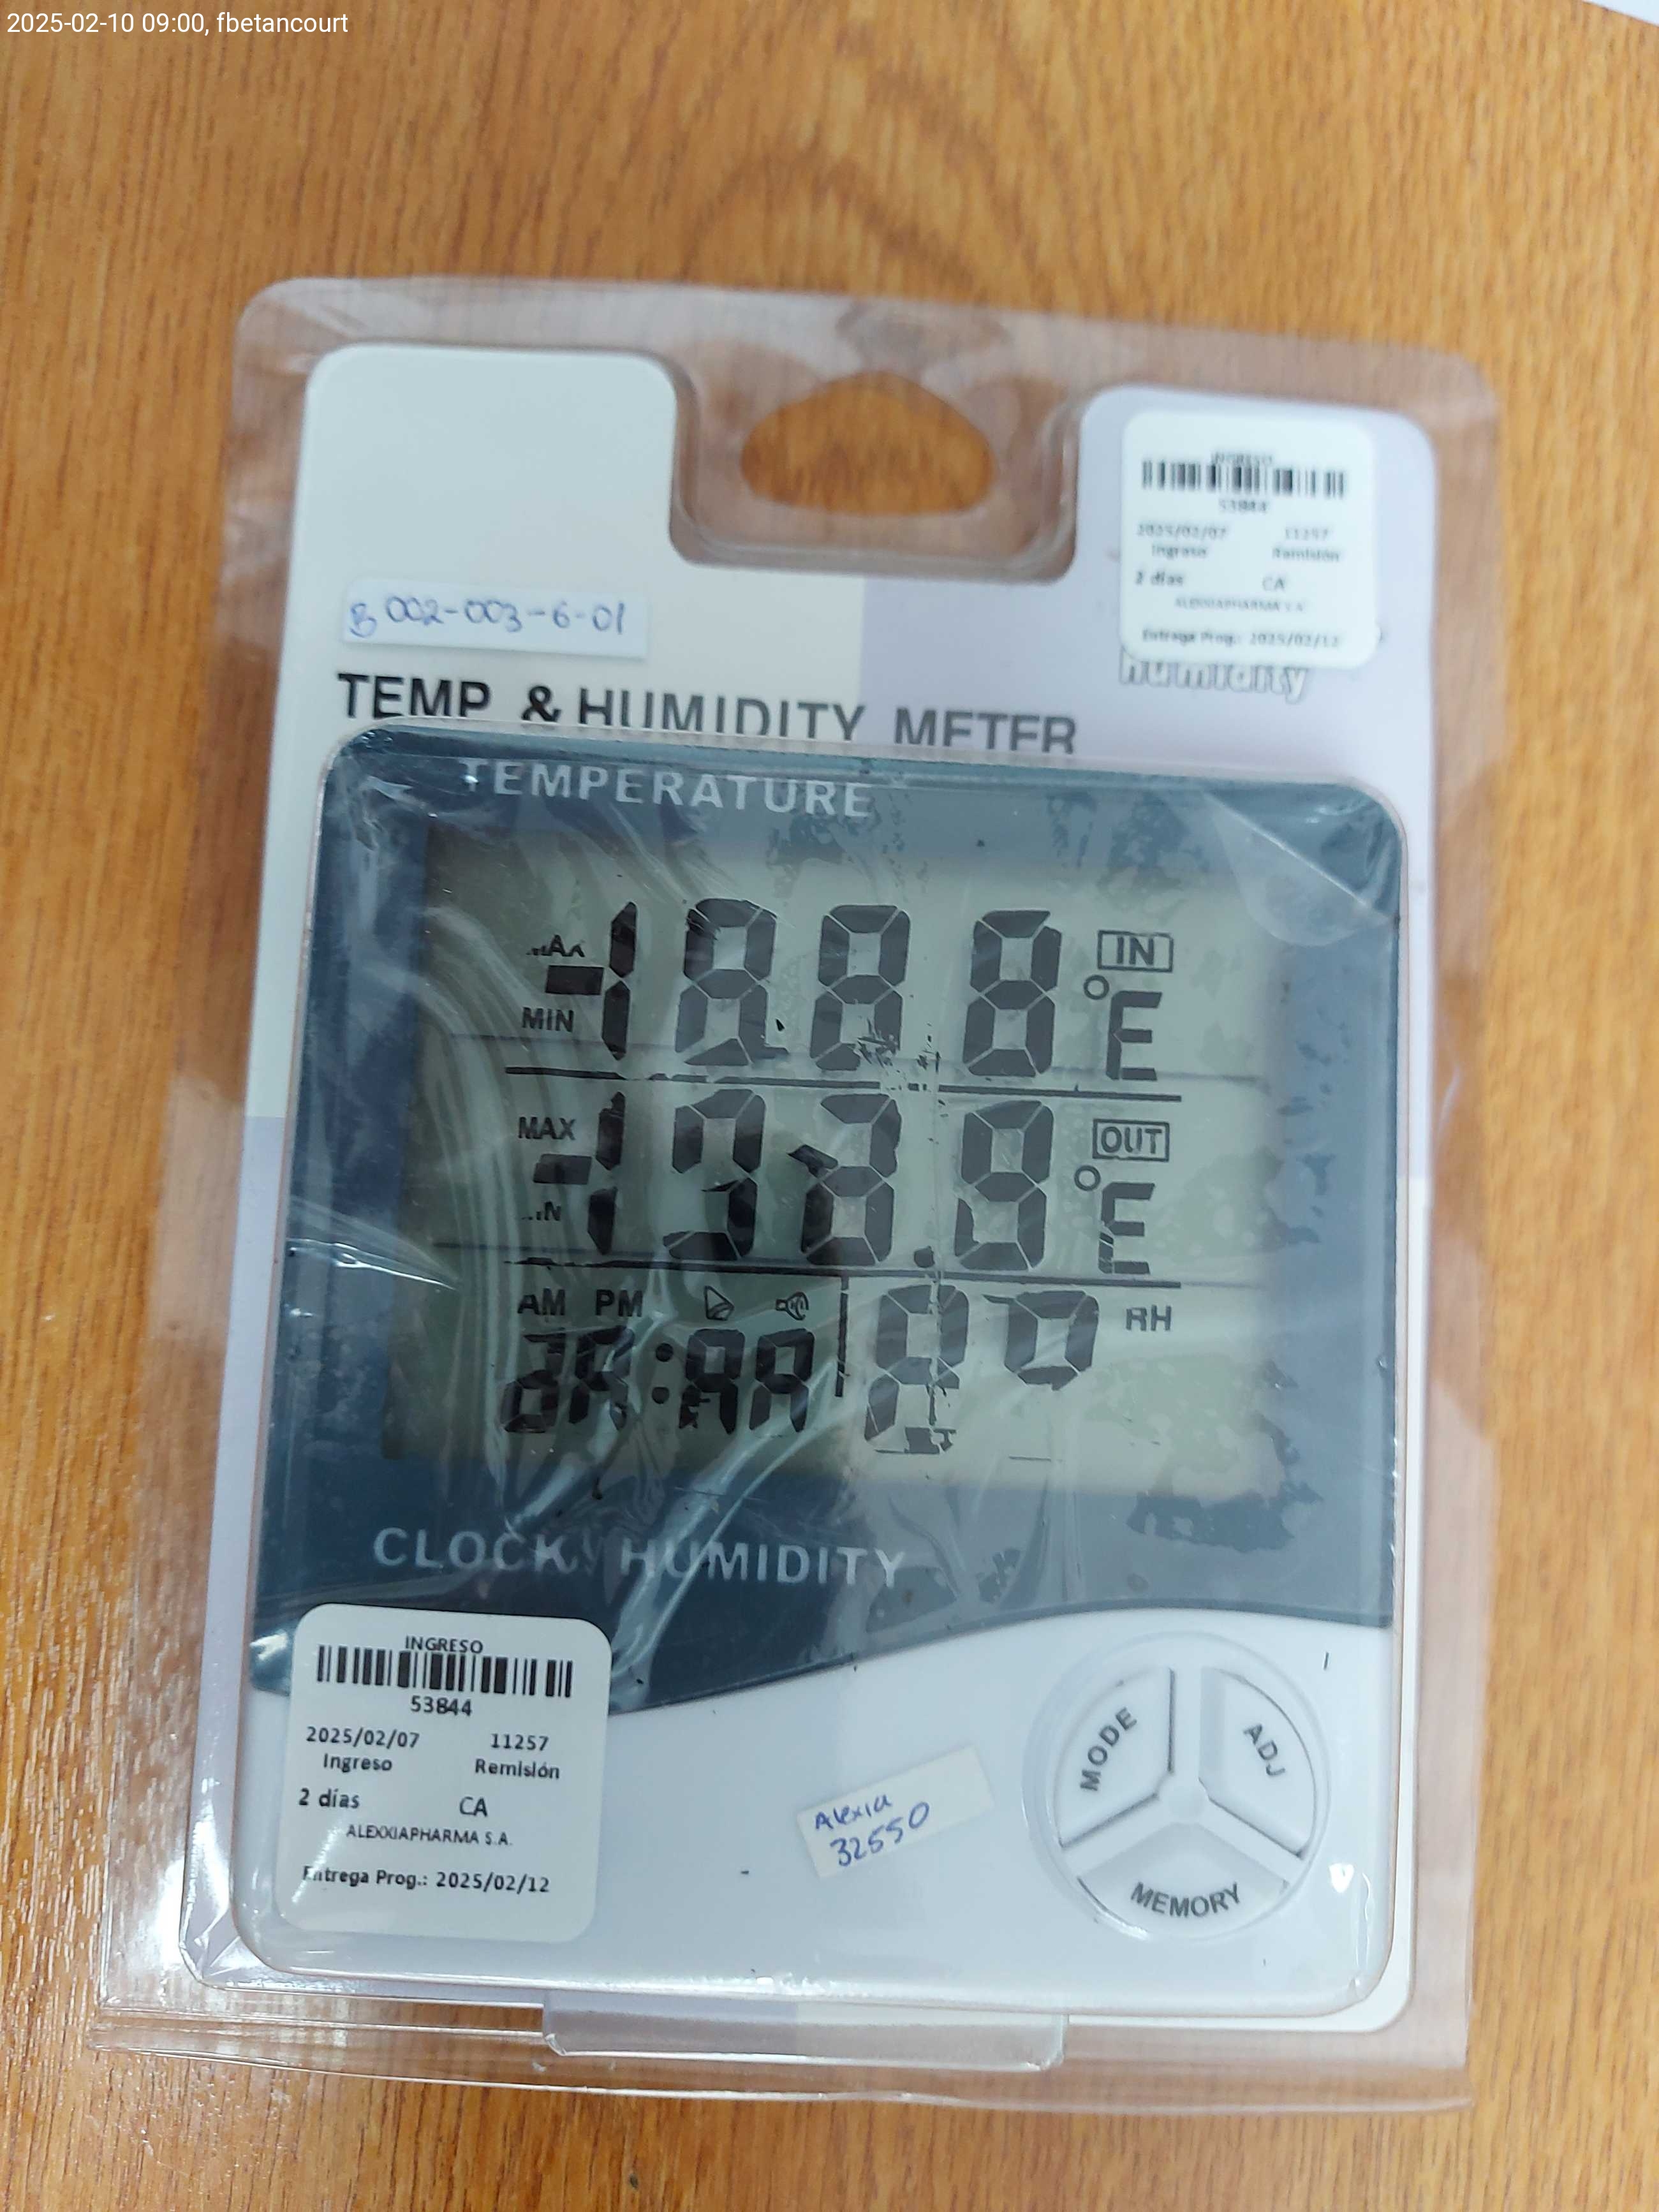 2025-02-10 09:00, fbetancourt
INGRESO
53844
2025/02/07 11257
Ingreso Remisión
2 días CA
ALEXXIAPHARMA S.A.
Entrega Prog.: 2025/02/12
B 002-003-6-01
humidity
TEMP & HUMIDITY METER
TEMPERATURE
MAX
IN
MIN
MAX
OUT
AM PM
RH
CLOCK HUMIDITY
INGRESO
53844
2025/02/07 11257
Ingreso Remisión
2 días CA
ALEXXIAPHARMA S.A.
Entrega Prog.: 2025/02/12
Alexia
32550
MODE
ADJ
MEMORY